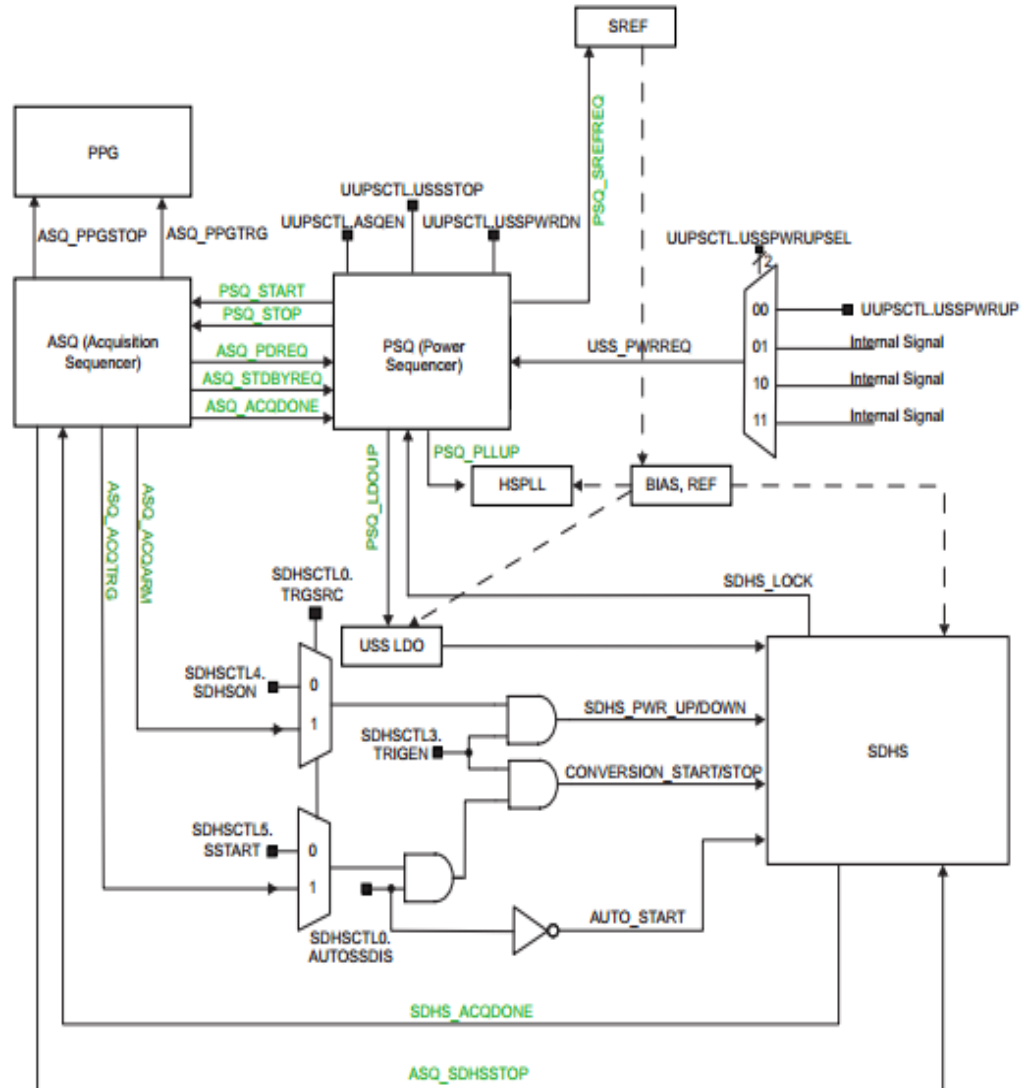 SREF
PPG
PSQ_SREFREQ
UUPSCTL.USSSTOP
UUPSCTL.ASQEN
UUPSCTL.USSPWRDN
ASQ_PPGSTOP
ASQ_PPGTRG
UUPSCTL.USSPWRUPSEL
2
PSQ_START
PSQ_STOP
ASQ (Acquisition
Sequencer)
ASQ_PDREQ
ASQ_STDBYREQ
ASQ_ACQDONE
PSQ (Power
Sequencer)
USS_PWRREQ
00
01
10
11
UUPSCTL.USSPWRUP
Internal Signal
Internal Signal
Internal Signal
PSQ_LDOUP
PSQ_PLLUP
HSPLL
BIAS, REF
ASQ_ACQTRG
ASQ_ACQARM
SDHSCTL0.
TRGSRC
SDHS_LOCK
USS LDO
SDHSCTL4.
SDHSON
0
1
SDHS_PWR_UP/DOWN
SDHSCTL3.
TRIGEN
CONVERSION_START/STOP
SDHS
SDHSCTL5.
SSTART
0
1
SDHSCTL0.
AUTOSSDIS
AUTO_START
SDHS_ACQDONE
ASQ_SDHSSTOP